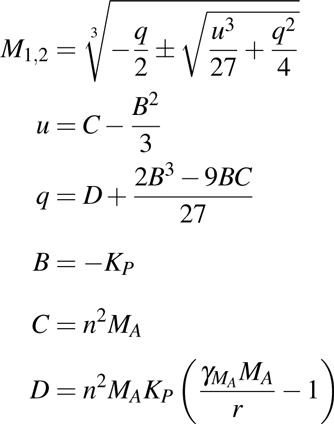 $M_{1,2} = \sqrt[3]{-\frac{q}{2} \pm \sqrt{\frac{u^3}{27} + \frac{q^2}{4}}}$
$u = C - \frac{B^2}{3}$
$q = D + \frac{2B^3 - 9BC}{27}$
$B = -K_P$
$C = n^2 M_A$
$D = n^2 M_A K_P \left( \frac{\gamma_{M_A} M_A}{r} - 1 \right)$